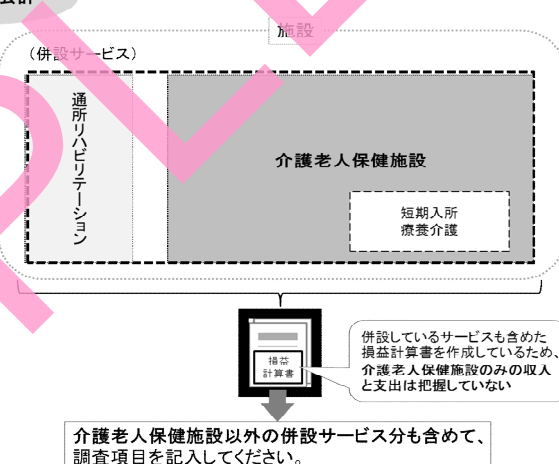 会計
施設
(併設サービス)
通所リハビリテーション
介護老人保健施設
短期入所
療養介護
損益
計算書
併設しているサービスも含めた
損益計算書を作成しているため、
介護老人保健施設のみの収入
と支出は把握していない
介護老人保健施設以外の併設サービス分も含めて、
調査項目を記入してください。